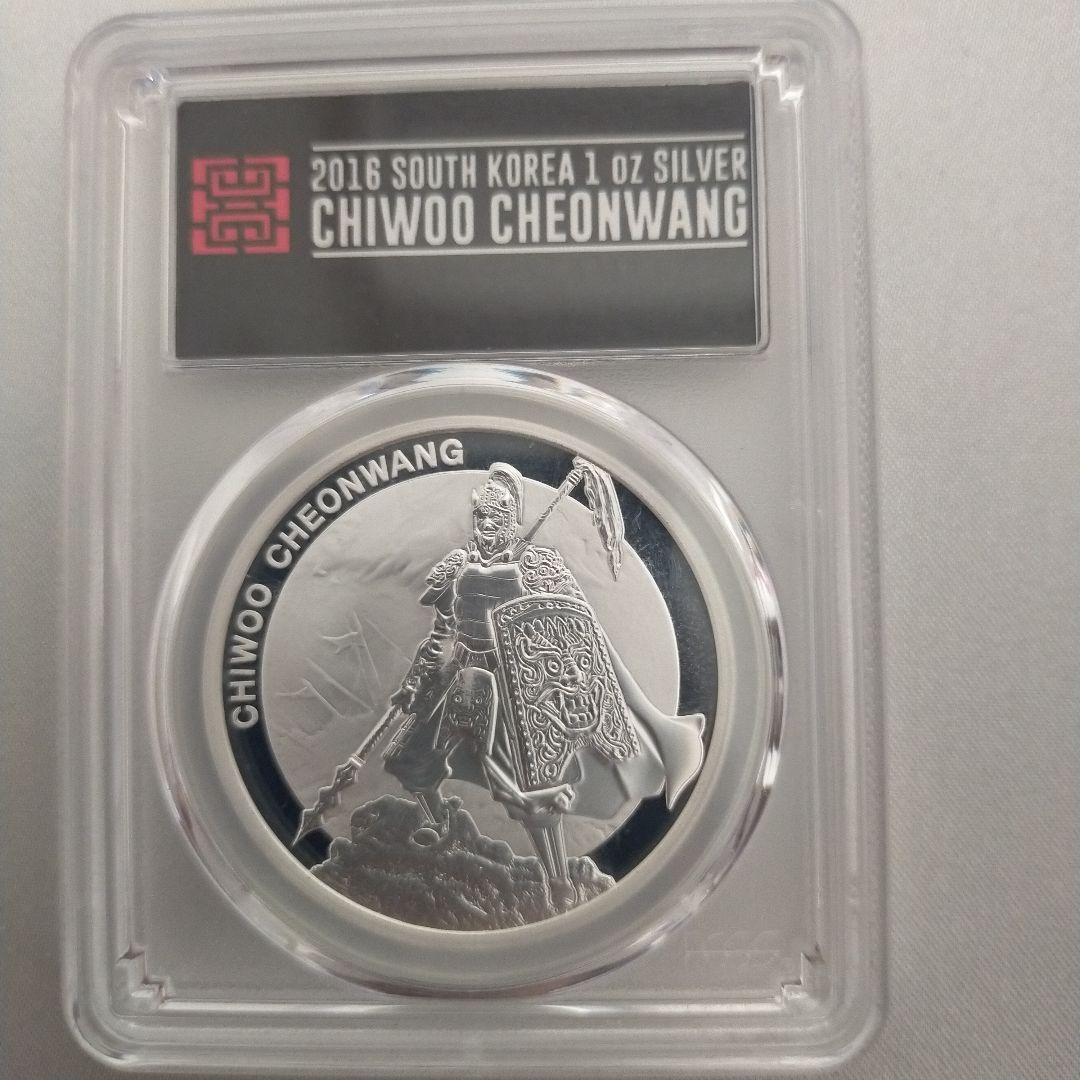 2016 SOUTH KOREA 1 oz SILVER
CHIWOO CHEONWANG
CHIWOO CHEONWANG